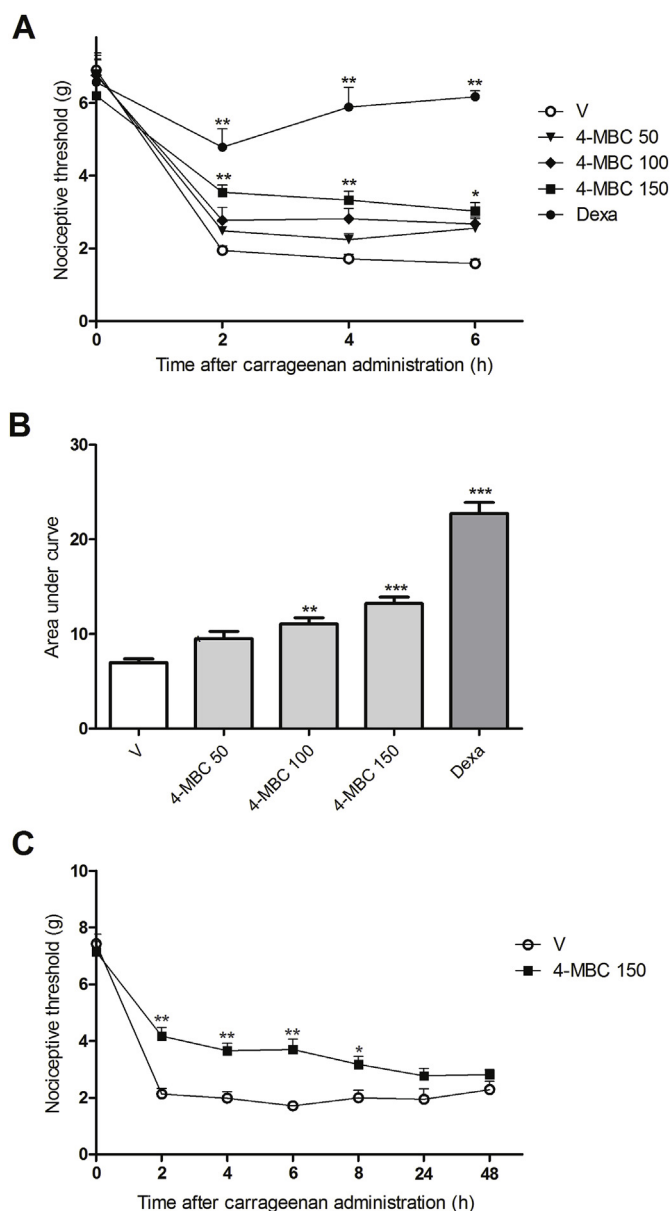 A
Nociceptive threshold (g)
6
4
2
0
**
**
**
**
**
*
0
2
4
6
Time after carrageenan administration (h)
V
4-MBC 50
4-MBC 100
4-MBC 150
Dexa
B
Area under curve
30
20
10
0
**
***
***
V
4-MBC 50
4-MBC 100
4-MBC 150
Dexa
C
Nociceptive threshold (g)
10
8
6
4
2
0
**
**
**
*
0
2
4
6
8
24
48
Time after carrageenan administration (h)
V
4-MBC 150